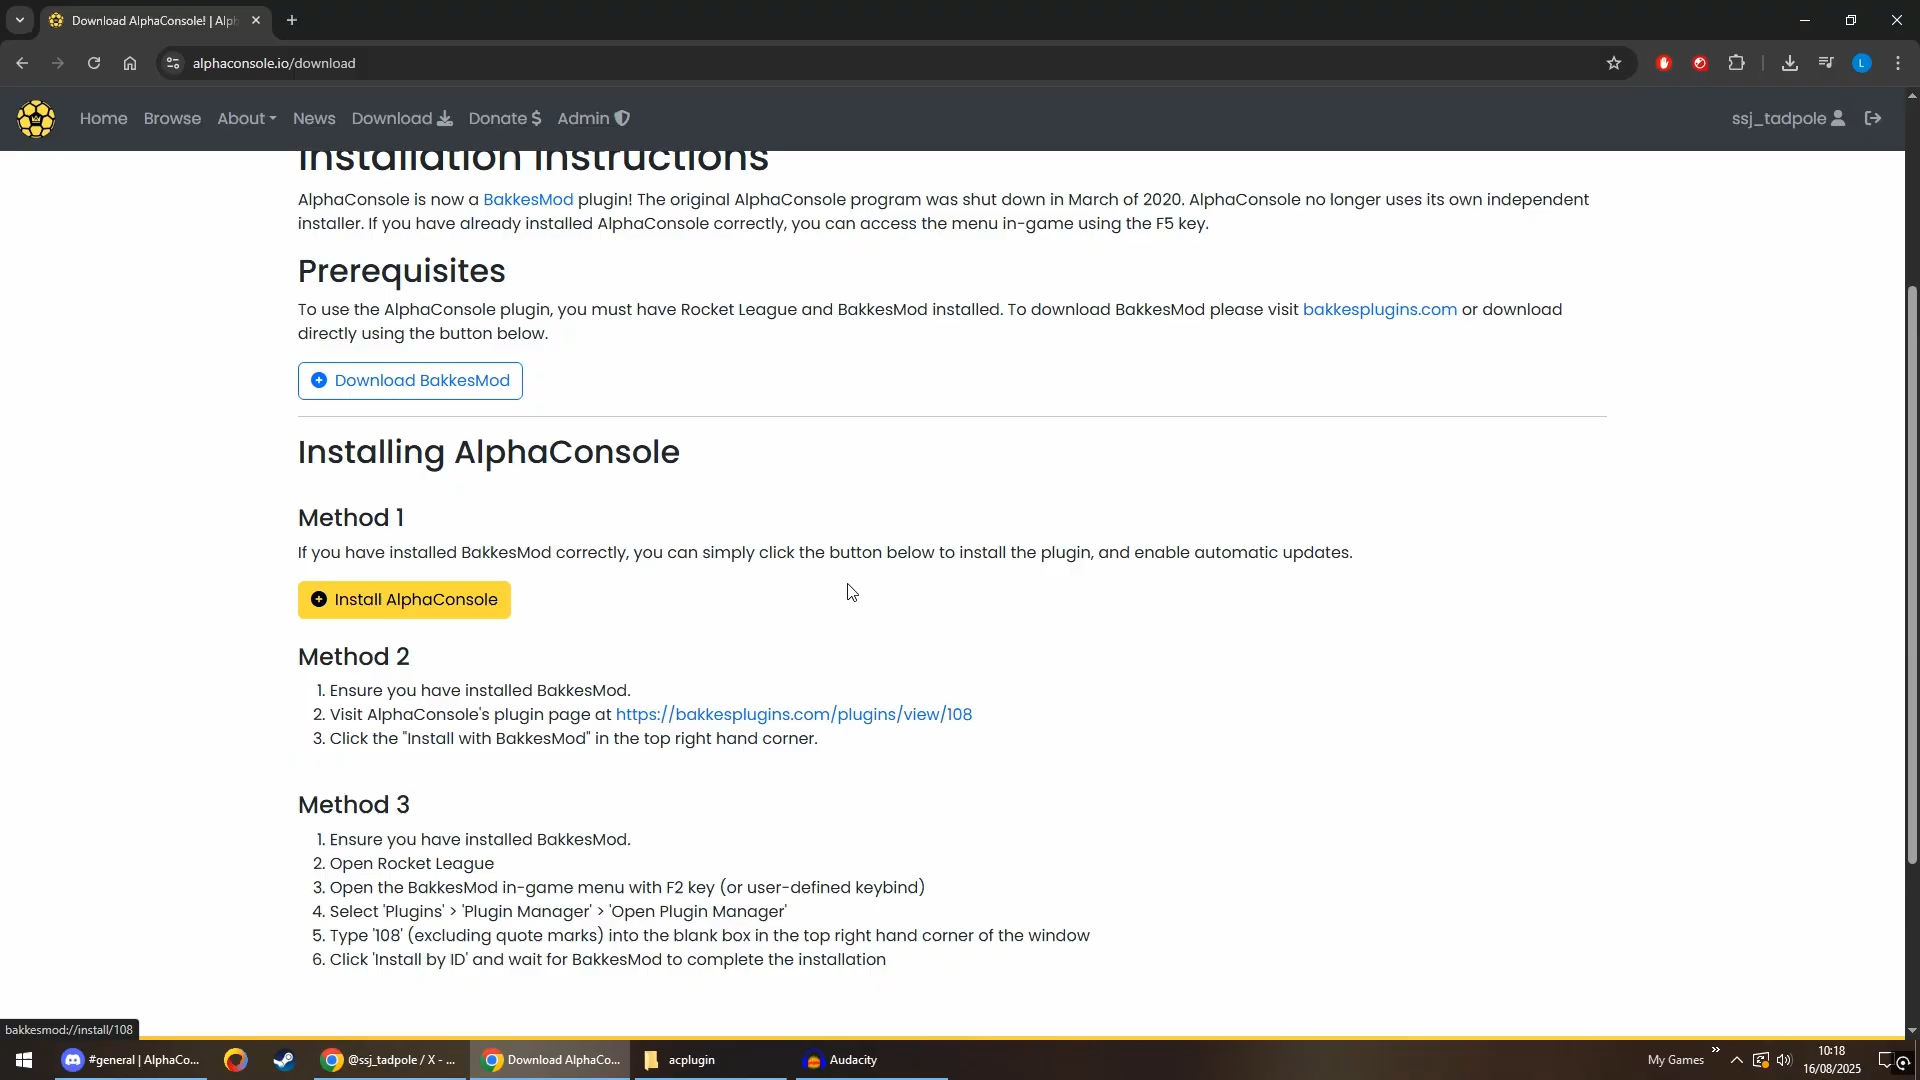 Download AlphaConsole! | Alph
alphaconsole.io/download
L
Home Browse About News Download Donate $ Admin
ssj_tadpole
Installation Instructions
AlphaConsole is now a BakkesMod plugin! The original AlphaConsole program was shut down in March of 2020. AlphaConsole no longer uses its own independent
installer. If you have already installed AlphaConsole correctly, you can access the menu in-game using the F5 key.
Prerequisites
To use the AlphaConsole plugin, you must have Rocket League and BakkesMod installed. To download BakkesMod please visit bakkesplugins.com or download
directly using the button below.
Download BakkesMod
Installing AlphaConsole
Method 1
If you have installed BakkesMod correctly, you can simply click the button below to install the plugin, and enable automatic updates.
Install AlphaConsole
Method 2
1. Ensure you have installed BakkesMod.
2. Visit AlphaConsole's plugin page at https://bakkesplugins.com/plugins/view/108
3. Click the "Install with BakkesMod" in the top right hand corner.
Method 3
1. Ensure you have installed BakkesMod.
2. Open Rocket League
3. Open the BakkesMod in-game menu with F2 key (or user-defined keybind)
4. Select 'Plugins' > 'Plugin Manager' > 'Open Plugin Manager'
5. Type '108' (excluding quote marks) into the blank box in the top right hand corner of the window
6. Click 'Install by ID' and wait for BakkesMod to complete the installation
bakkesmod://install/108
#general | AlphaCo...
@ssj_tadpole / X - ...
Download AlphaCo...
acplugin
Audacity
My Games
10:18
16/08/2025